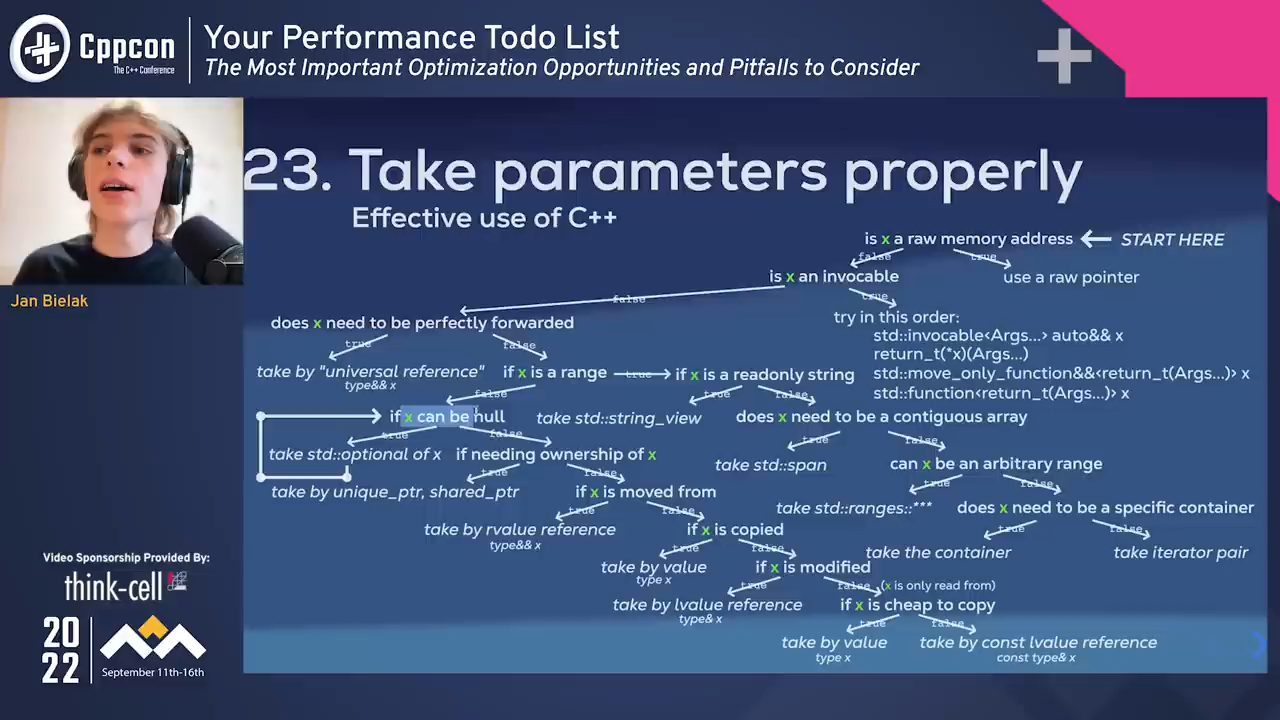 Cppcon
The C++ Conference
Your Performance Todo List
The Most Important Optimization Opportunities and Pitfalls to Consider
Jan Bielak
23. Take parameters properly
Effective use of C++
is x a raw memory address
START HERE
false
true
is x an invocable
use a raw pointer
false
true
does x need to be perfectly forwarded
try in this order:
std::invocable<Args...> auto&& x
return_t(*x)(Args...)
std::move_only_function&&<return_t(Args...)> x
std::function<return_t(Args...)> x
true
false
take by "universal reference"
type&& x
if x is a range
true
if x is a readonly string
false
true
false
if x can be null
take std::string_view
does x need to be a contiguous array
true
false
true
false
take std::optional of x
if needing ownership of x
take std::span
can x be an arbitrary range
true
false
true
false
take by unique_ptr, shared_ptr
if x is moved from
take std::ranges::***
does x need to be a specific container
true
false
true
false
take by rvalue reference
type&& x
if x is copied
take the container
take iterator pair
true
false
take by value
type x
if x is modified
true
false
(x is only read from)
take by lvalue reference
type& x
if x is cheap to copy
true
false
take by value
type x
take by const lvalue reference
const type& x
Video Sponsorship Provided By:
think-cell
20
22
September 11th-16th